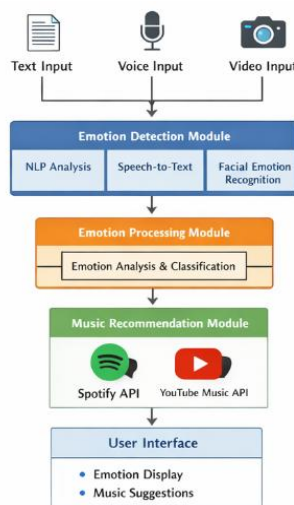 Text Input Voice Input Video Input
Emotion Detection Module
NLP Analysis Speech-to-Text Facial Emotion
Recognition
Emotion Processing Module
Emotion Analysis & Classification
Music Recommendation Module
Spotify API YouTube Music API
User Interface
• Emotion Display
• Music Suggestions